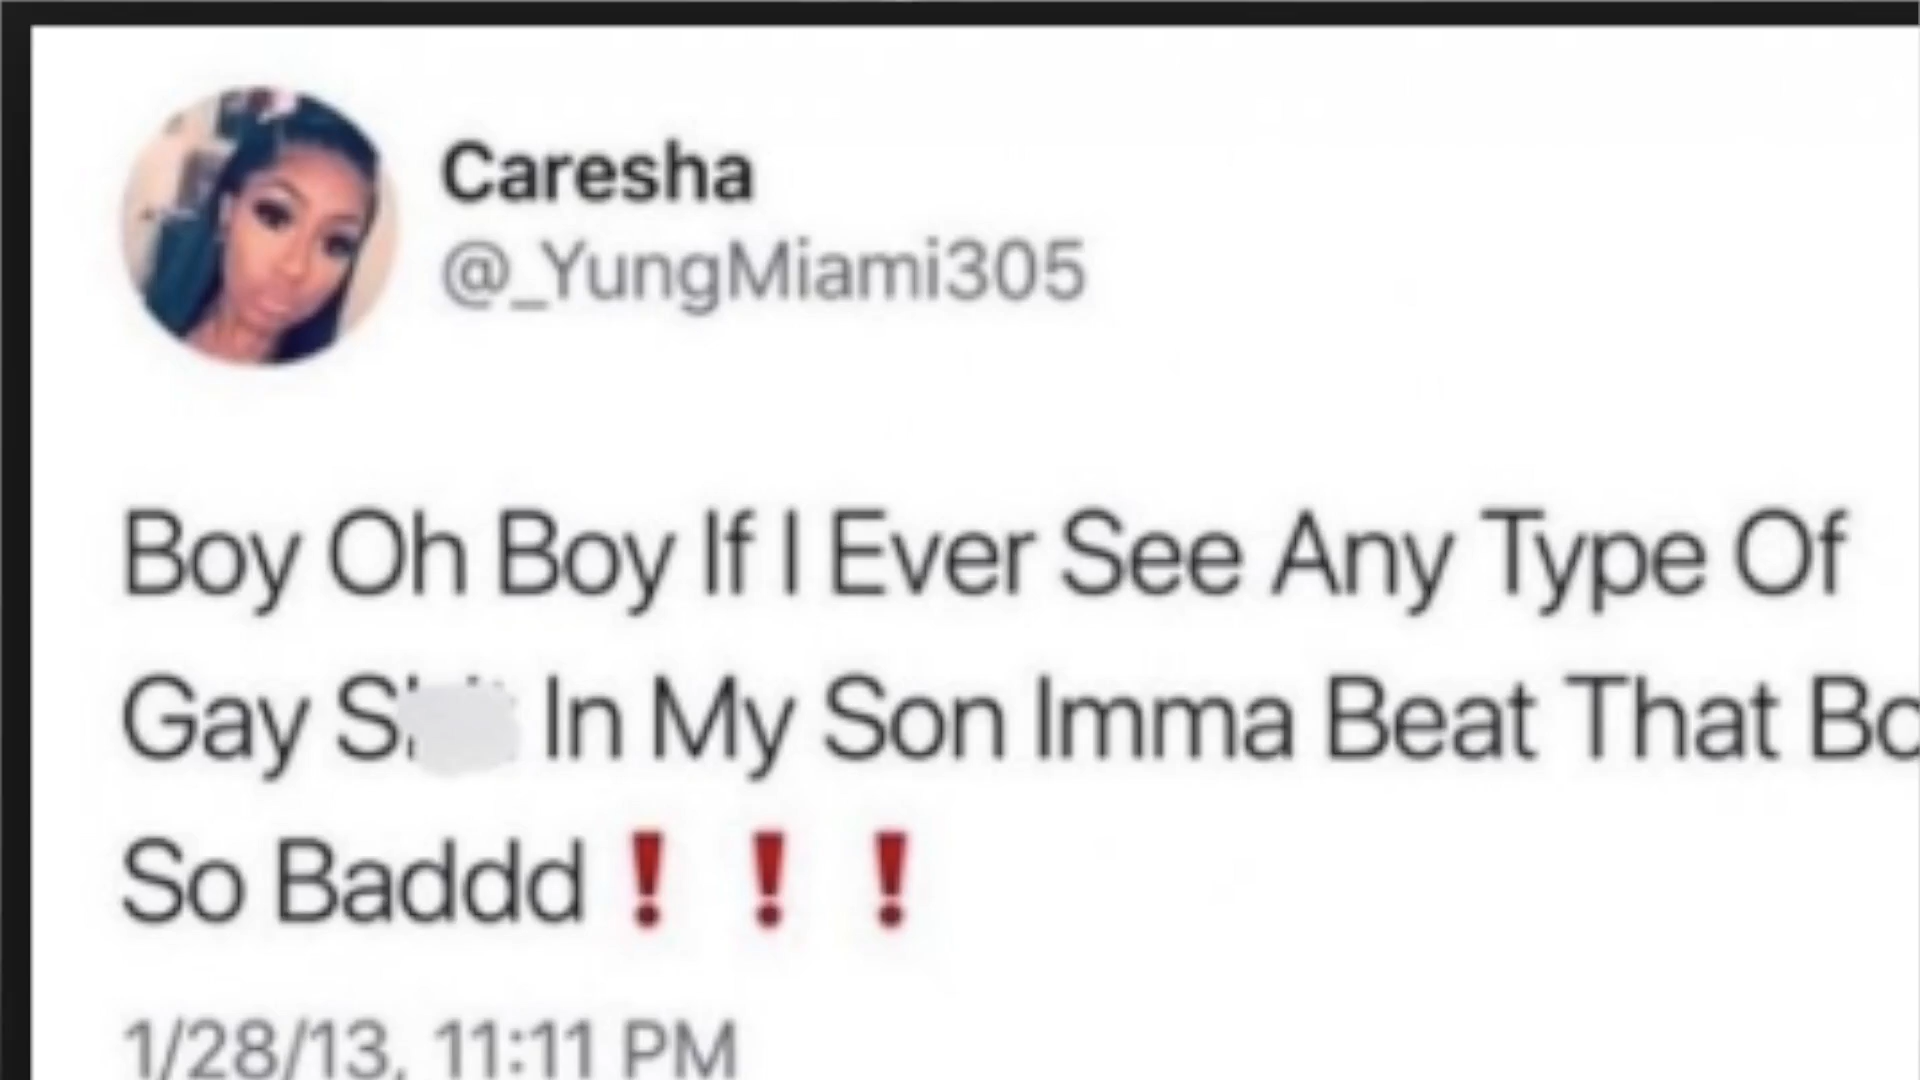 Caresha
@_YungMiami305
Boy Oh Boy If I Ever See Any Type Of
Gay In My Son Imma Beat That
So Baddd❗❗❗
1/28/13, 11:11 PM